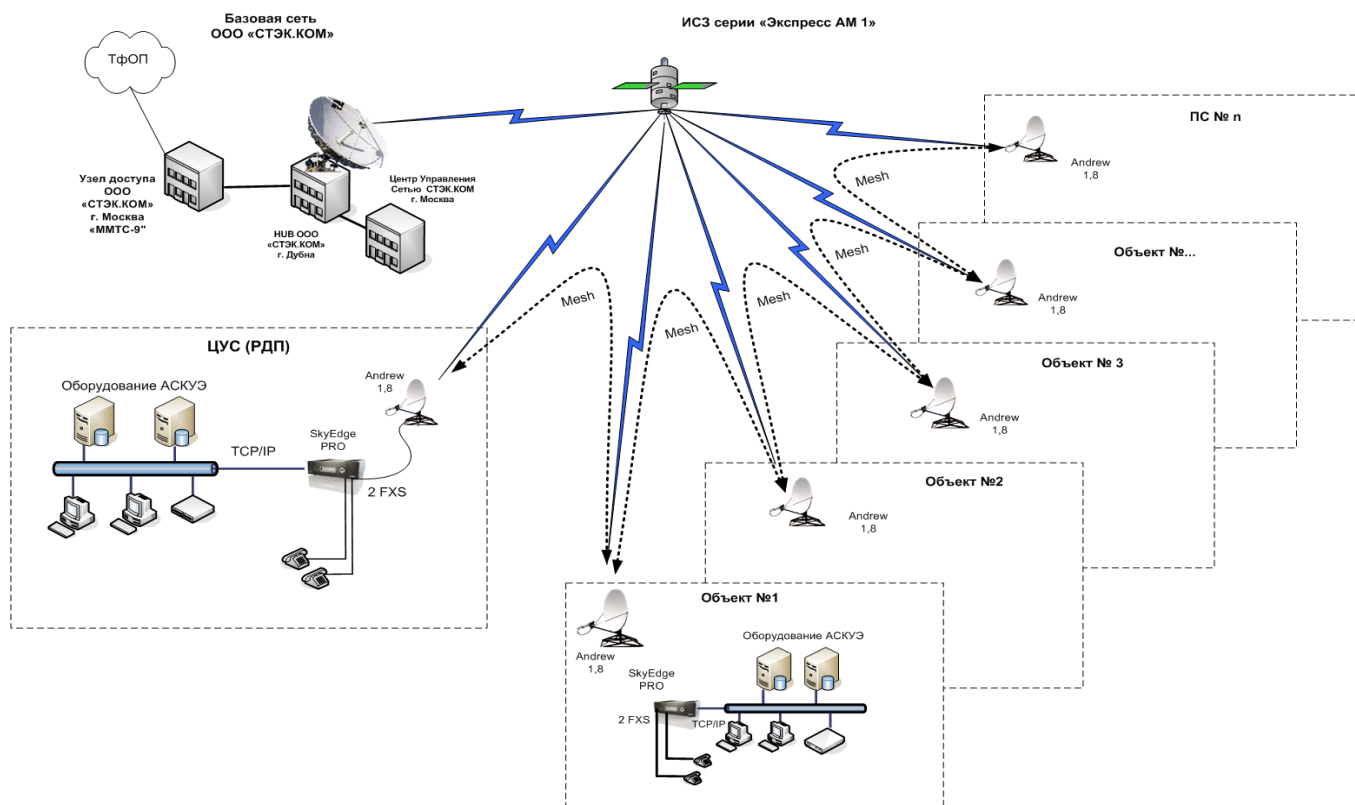 Базовая сеть
ООО «СТЭК.КОМ»
ИСЗ серии «Экспресс АМ 1»
ТфОП
Узел доступа
ООО
«СТЭК.КОМ»
г. Москва
«ММТС-9"
HUB ООО
«СТЭК.КОМ»
г. Дубна
Центр Управления
Сетью СТЭК.КОМ
г. Москва
ПС № n
Andrew
1,8
Mesh
Объект №...
Andrew
1,8
Mesh
Объект № 3
Andrew
1,8
Mesh
Объект №2
Andrew
1,8
Mesh
Mesh
ЦУС (РДП)
Оборудование АСКУЭ
Andrew
1,8
TCP/IP
SkyEdge
PRO
2 FXS
Объект №1
Andrew
1,8
Оборудование АСКУЭ
SkyEdge
PRO
2 FXS
TCP/IP